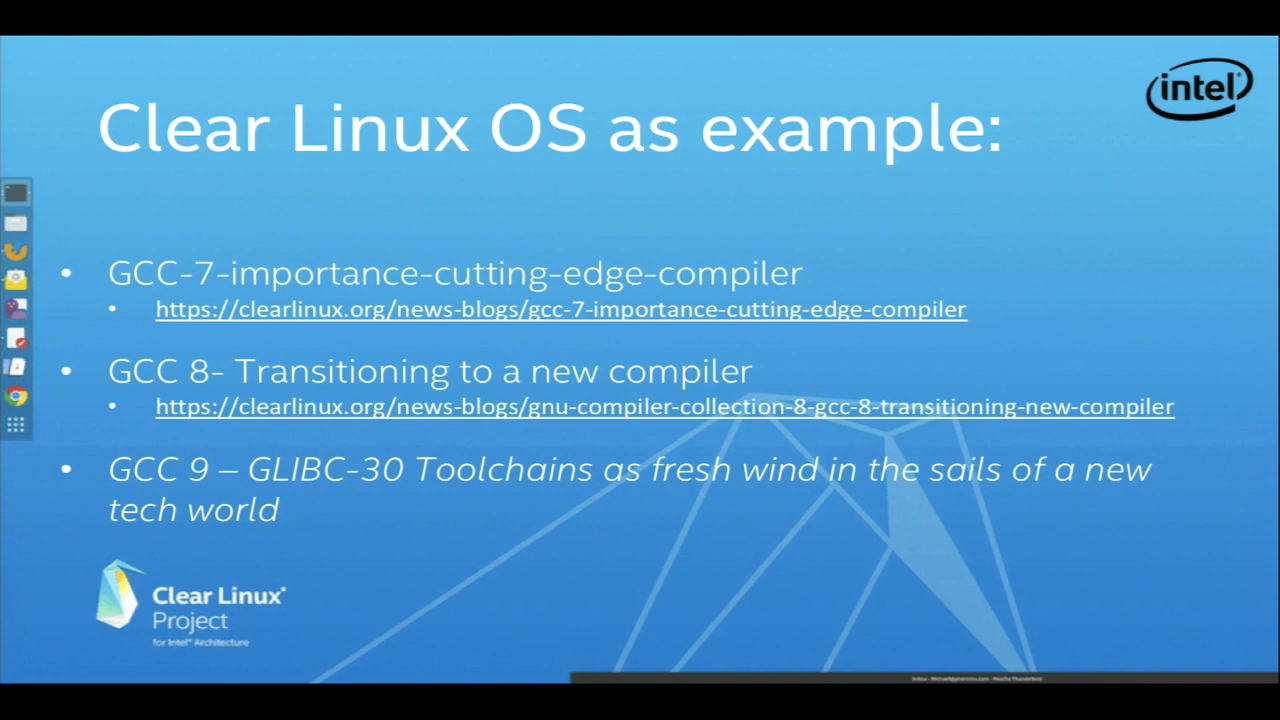 intel®
Clear Linux OS as example:
• GCC-7-importance-cutting-edge-compiler
• https://clearlinux.org/news-blogs/gcc-7-importance-cutting-edge-compiler
• GCC 8- Transitioning to a new compiler
• https://clearlinux.org/news-blogs/gnu-compiler-collection-8-gcc-8-transitioning-new-compiler
• GCC 9 – GLIBC-30 Toolchains as fresh wind in the sails of a new
tech world
Clear Linux*
Project
for Intel® Architecture